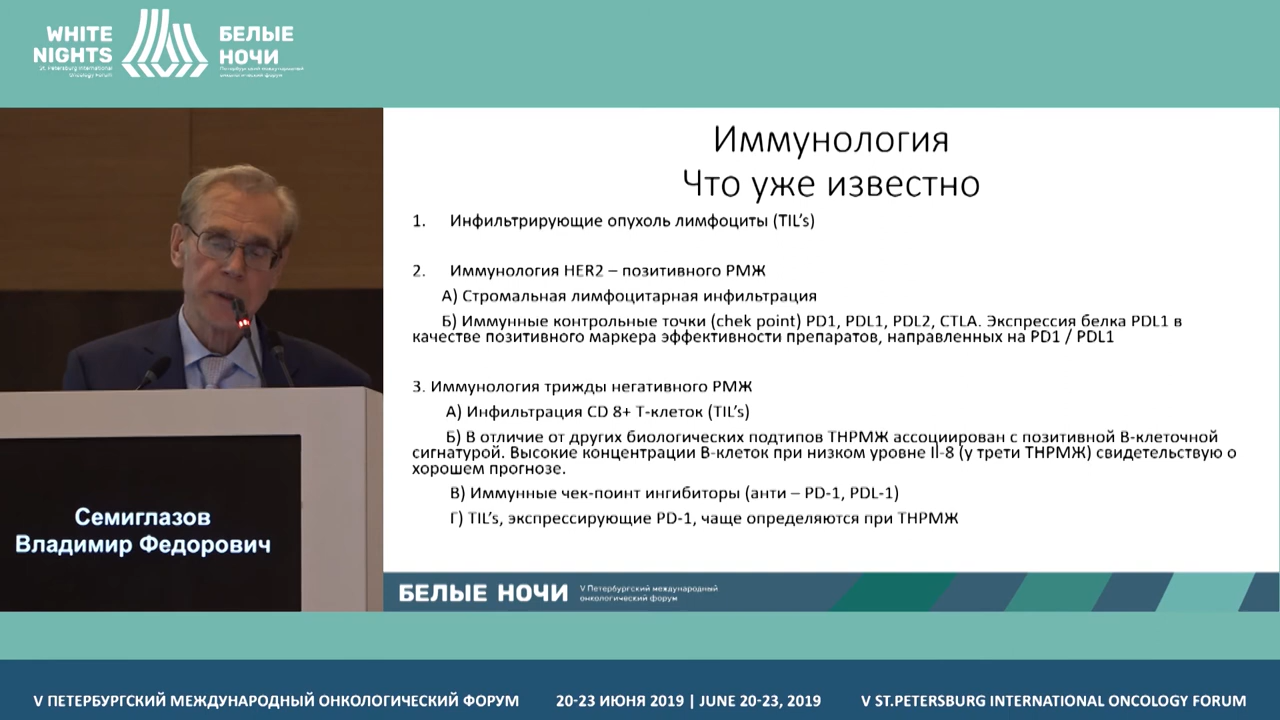 WHITE
NIGHTS
St. Petersburg International
Oncology Forum
БЕЛЫЕ
НОЧИ
Петербургский международный
онкологический форум
Иммунология
Что уже известно
1. Инфильтрирующие опухоль лимфоциты (TIL’s)
2. Иммунология HER2 – позитивного РМЖ
А) Стромальная лимфоцитарная инфильтрация
Б) Иммунные контрольные точки (chek point) PD1, PDL1, PDL2, CTLA. Экспрессия белка PDL1 в
качестве позитивного маркера эффективности препаратов, направленных на PD1 / PDL1
3. Иммунология трижды негативного РМЖ
А) Инфильтрация CD 8+ Т-клеток (TIL’s)
Б) В отличие от других биологических подтипов ТНРМЖ ассоциирован с позитивной В-клеточной
сигнатурой. Высокие концентрации В-клеток при низком уровне Il-8 (у трети ТНРМЖ) свидетельствую о
хорошем прогнозе.
В) Иммунные чек-поинт ингибиторы (анти – PD-1, PDL-1)
Г) TIL’s, экспрессирующие PD-1, чаще определяются при ТНРМЖ
Семиглазов
Владимир Федорович
БЕЛЫЕ НОЧИ
V Петербургский международный
онкологический форум
V ПЕТЕРБУРГСКИЙ МЕЖДУНАРОДНЫЙ ОНКОЛОГИЧЕСКИЙ ФОРУМ
20-23 ИЮНЯ 2019 | JUNE 20-23, 2019
V ST.PETERSBURG INTERNATIONAL ONCOLOGY FORUM